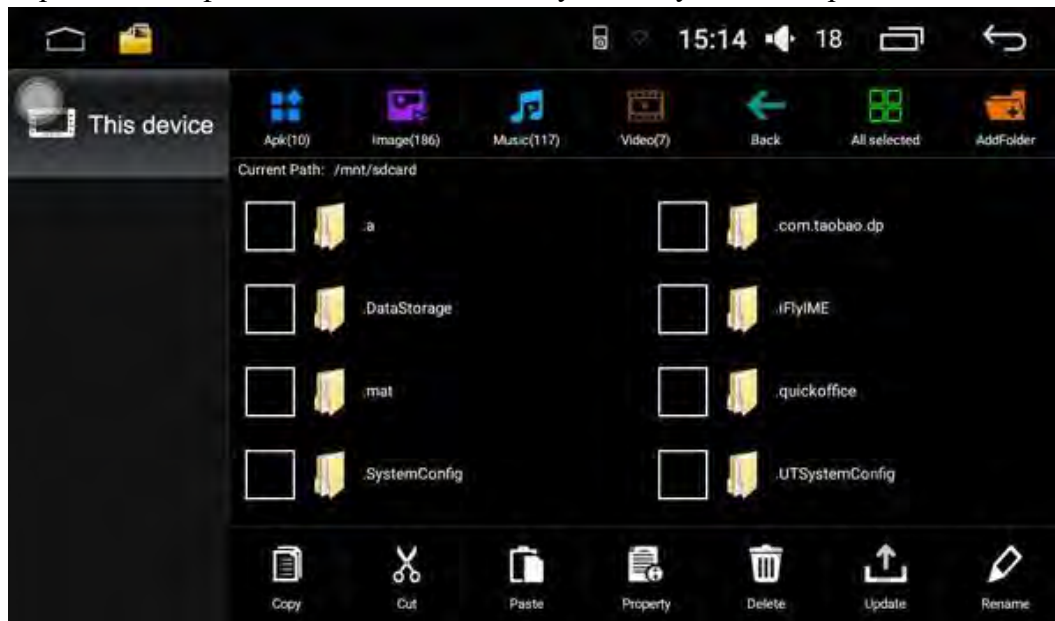 15:14 18
This device
Apk(10) Image(186) Music(117) Video(7) Back All selected AddFolder
Current Path: /mnt/sdcard
.a .com.taobao.dp
.DataStorage .iFlyIME
.mat .quickoffice
.SystemConfig .UTSystemConfig
Copy Cut Paste Property Delete Update Rename